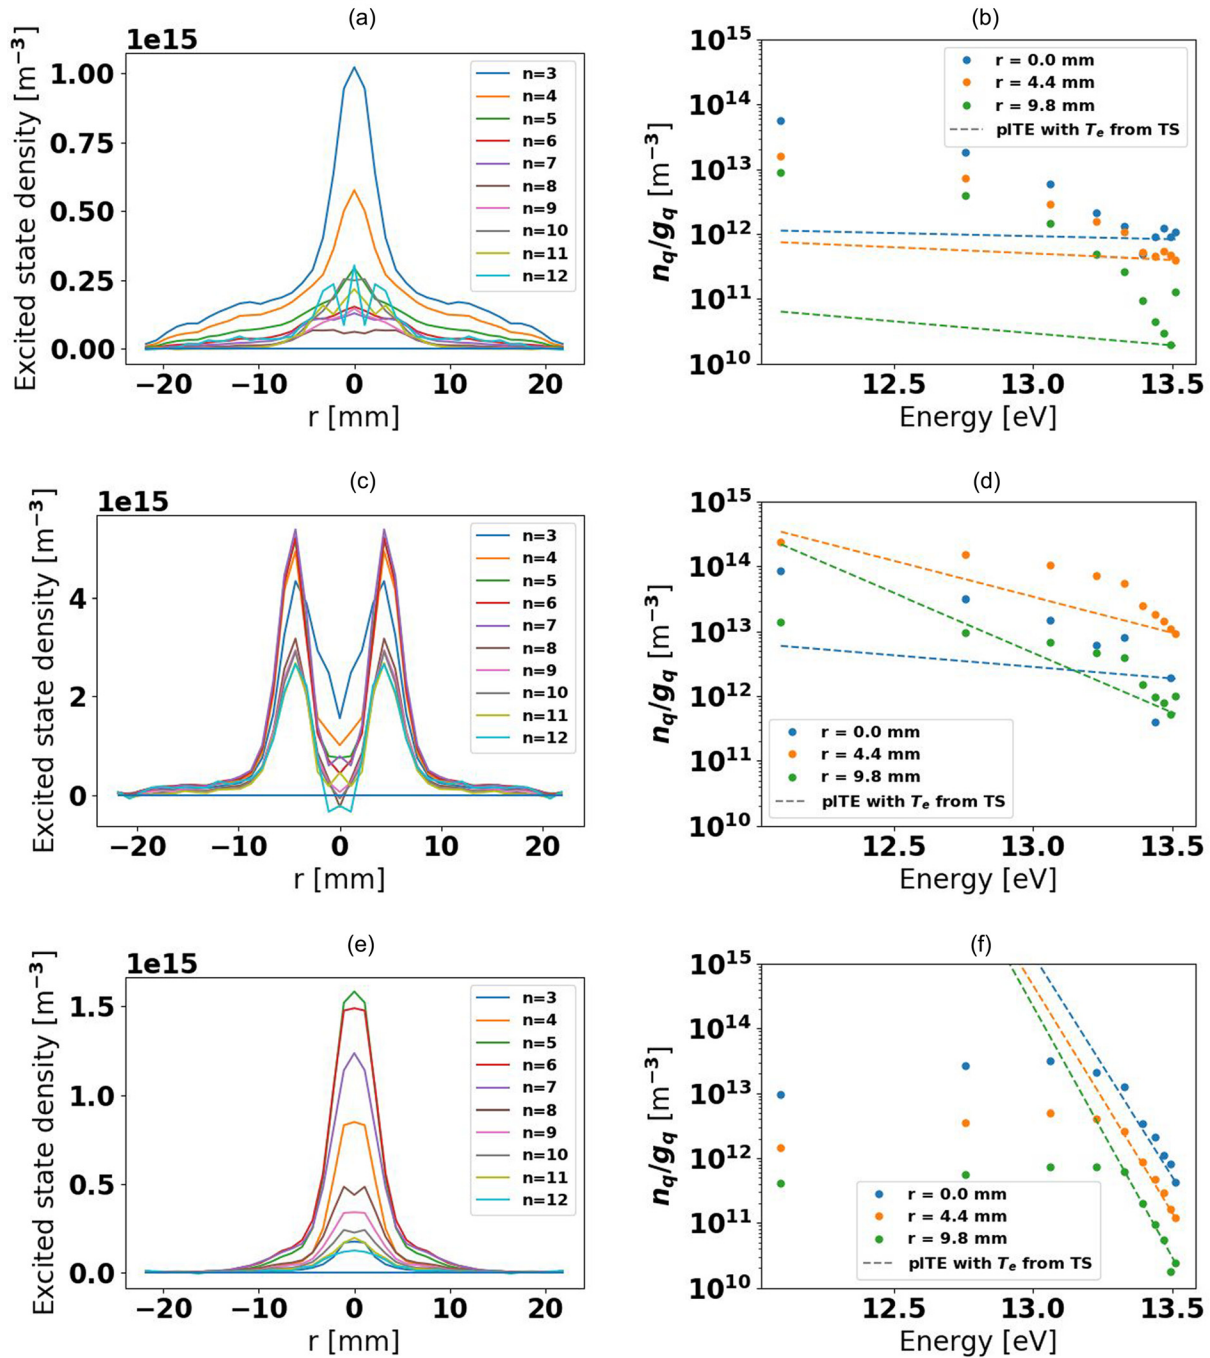 (a)
1e15
Excited state density [m⁻³]
1.00
0.75
0.50
0.25
0.00
−20 −10 0 10 20
r [mm]
n=3
n=4
n=5
n=6
n=7
n=8
n=9
n=10
n=11
n=12
(b)
n_q/g_q [m⁻³]
10¹⁵
10¹⁴
10¹³
10¹²
10¹¹
10¹⁰
12.5 13.0 13.5
Energy [eV]
r = 0.0 mm
r = 4.4 mm
r = 9.8 mm
plTE with T_e from TS
(c)
1e15
Excited state density [m⁻³]
4
2
0
−20 −10 0 10 20
r [mm]
n=3
n=4
n=5
n=6
n=7
n=8
n=9
n=10
n=11
n=12
(d)
n_q/g_q [m⁻³]
10¹⁵
10¹⁴
10¹³
10¹²
10¹¹
10¹⁰
12.5 13.0 13.5
Energy [eV]
r = 0.0 mm
r = 4.4 mm
r = 9.8 mm
plTE with T_e from TS
(e)
1e15
Excited state density [m⁻³]
1.5
1.0
0.5
0.0
−20 −10 0 10 20
r [mm]
n=3
n=4
n=5
n=6
n=7
n=8
n=9
n=10
n=11
n=12
(f)
n_q/g_q [m⁻³]
10¹⁵
10¹⁴
10¹³
10¹²
10¹¹
10¹⁰
12.5 13.0 13.5
Energy [eV]
r = 0.0 mm
r = 4.4 mm
r = 9.8 mm
plTE with T_e from TS